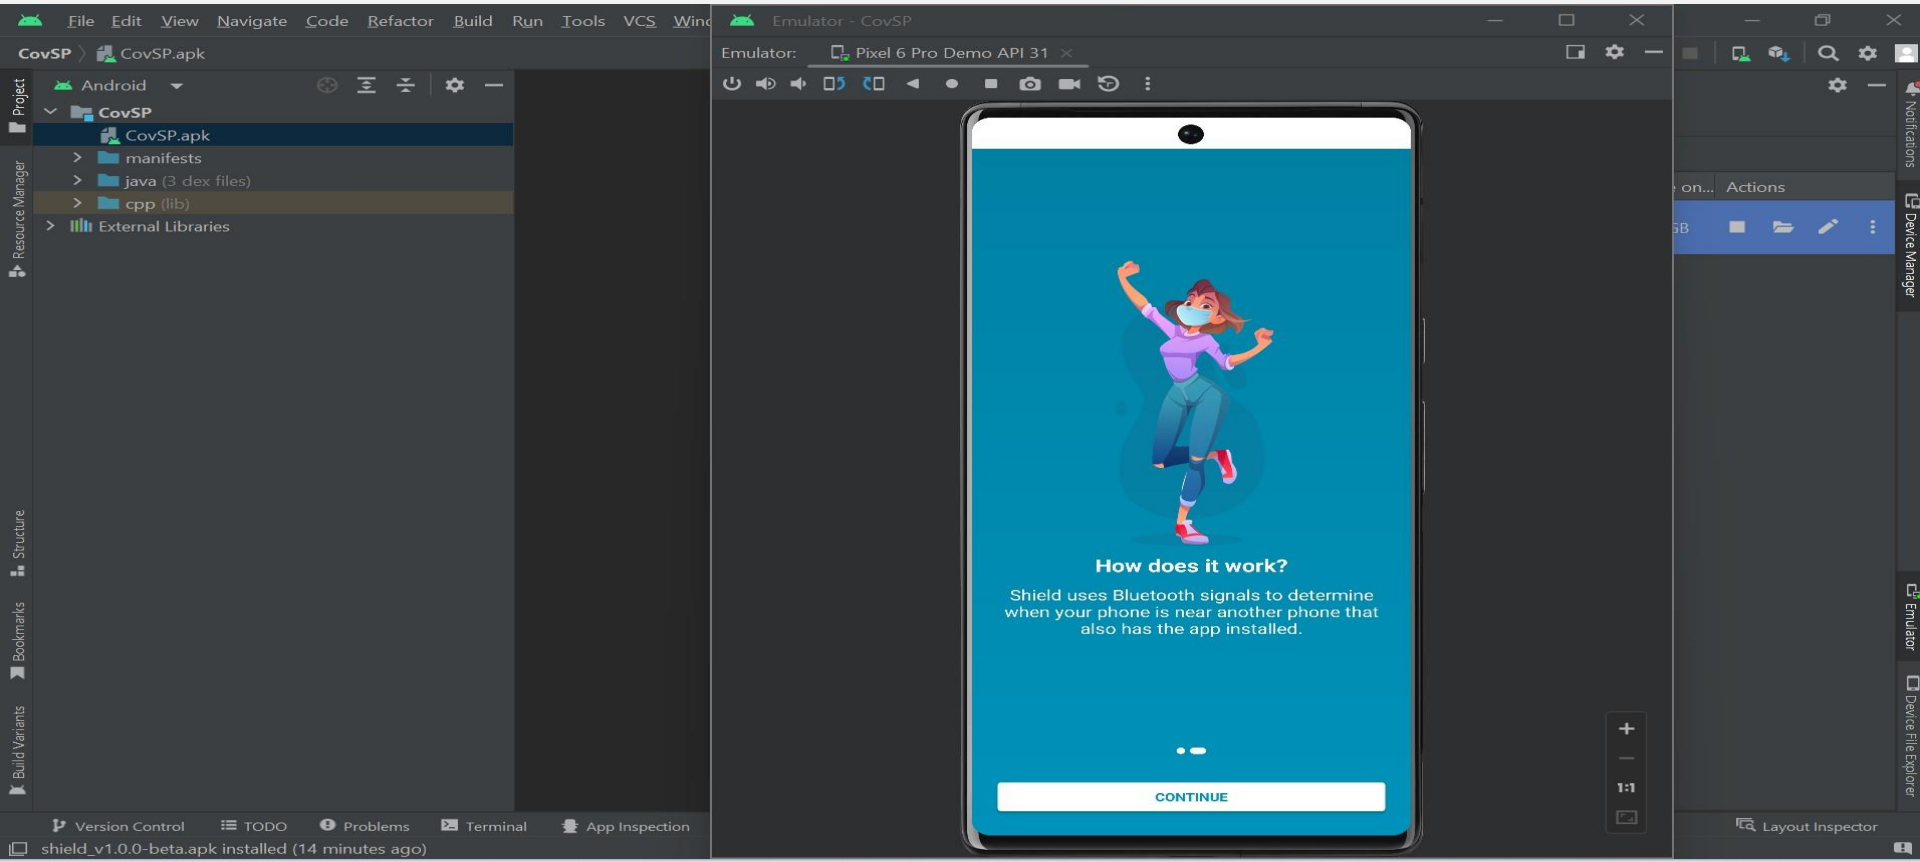 File Edit View Navigate Code Refactor Build Run Tools VCS Wind
Emulator - CovSP
CovSP CovSP.apk
Emulator: Pixel 6 Pro Demo API 31
Project
Android
CovSP
CovSP.apk
manifests
java (3 dex files)
cpp (lib)
External Libraries
Resource Manager
Structure
Bookmarks
Build Variants
How does it work?
Shield uses Bluetooth signals to determine
when your phone is near another phone that
also has the app installed.
CONTINUE
1:1
on... Actions
GB
Notifications
Device Manager
Emulator
Device File Explorer
Version Control TODO Problems Terminal App Inspection
Layout Inspector
shield_v1.0.0-beta.apk installed (14 minutes ago)